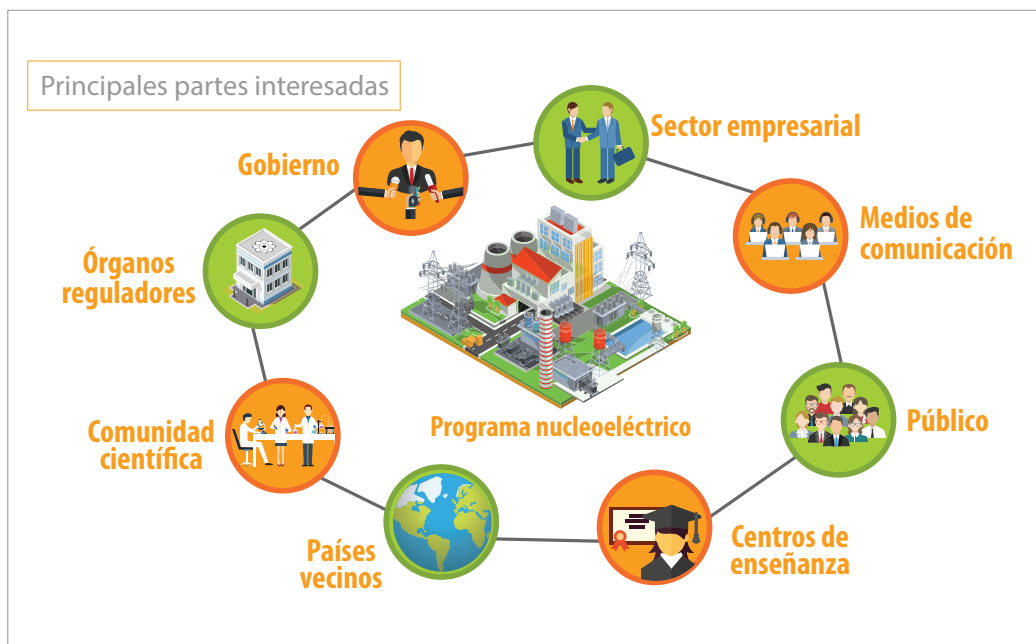 Principales partes interesadas
Sector empresarial
Gobierno
Medios de
comunicación
Órganos
reguladores
Programa nucleoeléctrico
Público
Comunidad
científica
Centros de
enseñanza
Países
vecinos